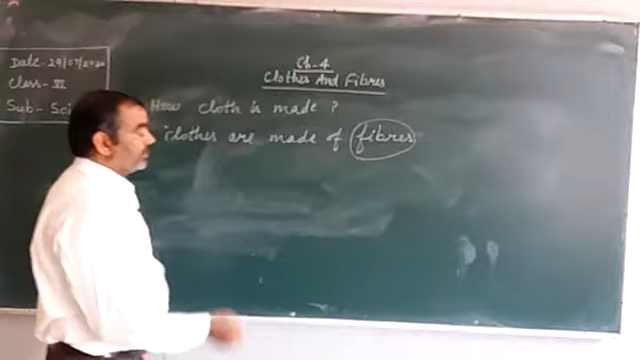 Date-29/07/2020
Class-VI
Sub- Sci
Ch-4
Clothes And Fibres
How cloth is made ?
clothes are made of fibres